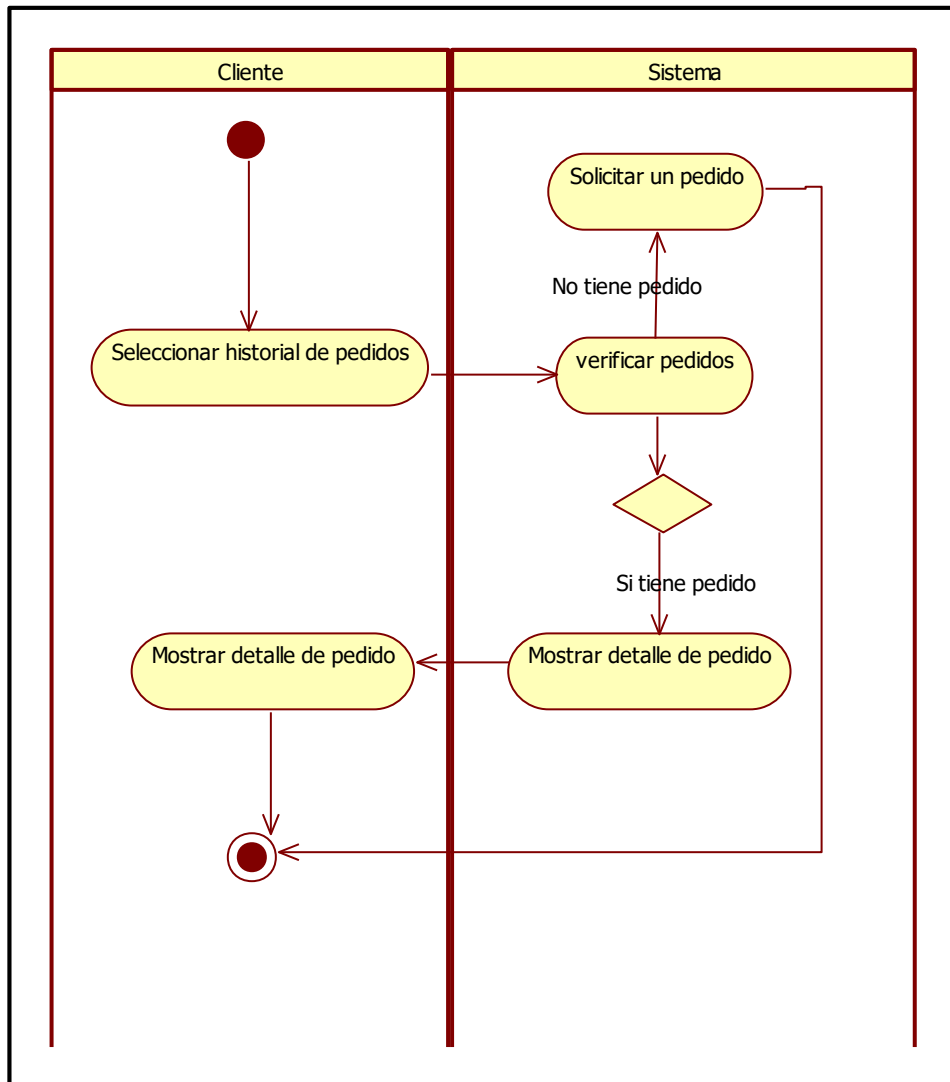 Cliente
Sistema
Solicitar un pedido
No tiene pedido
Seleccionar historial de pedidos
verificar pedidos
Si tiene pedido
Mostrar detalle de pedido
Mostrar detalle de pedido